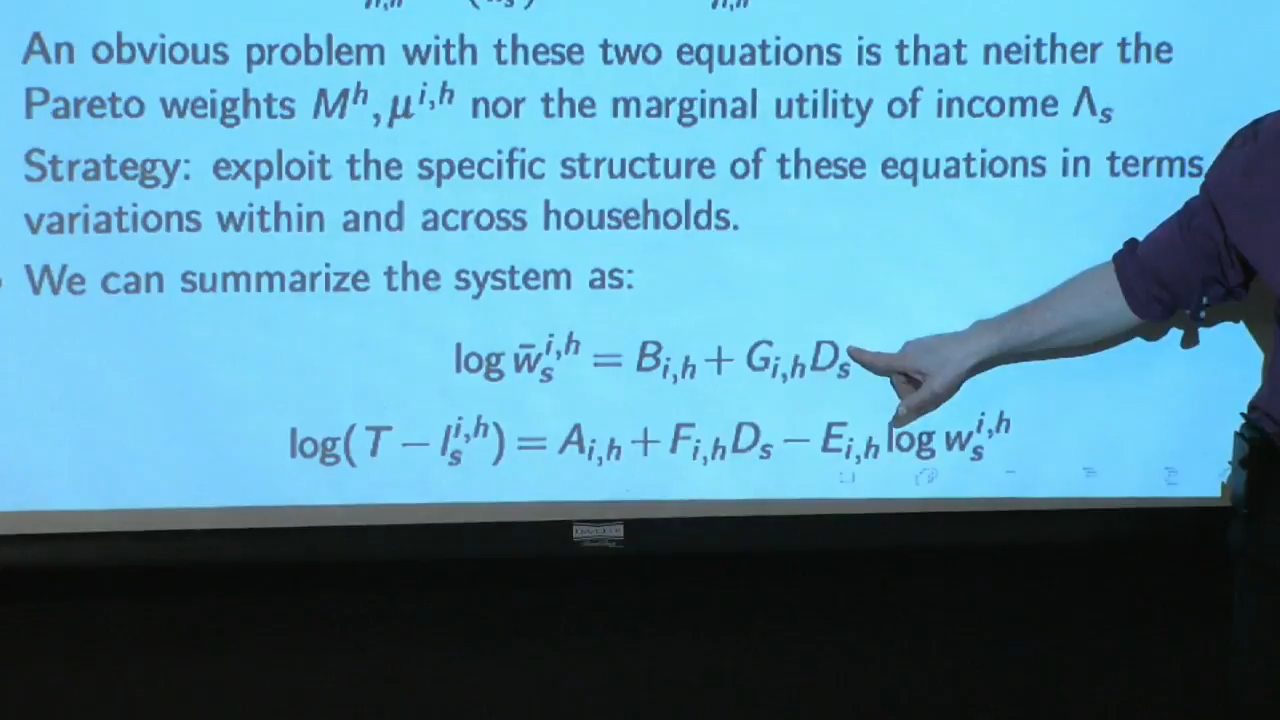 An obvious problem with these two equations is that neither the
Pareto weights M^h, μ^{i,h} nor the marginal utility of income Λ_s
Strategy: exploit the specific structure of these equations in terms
variations within and across households.
We can summarize the system as:
log w̄_s^{i,h} = B_{i,h} + G_{i,h} D_s
log(T − l_s^{i,h}) = A_{i,h} + F_{i,h} D_s − E_{i,h} log w_s^{i,h}